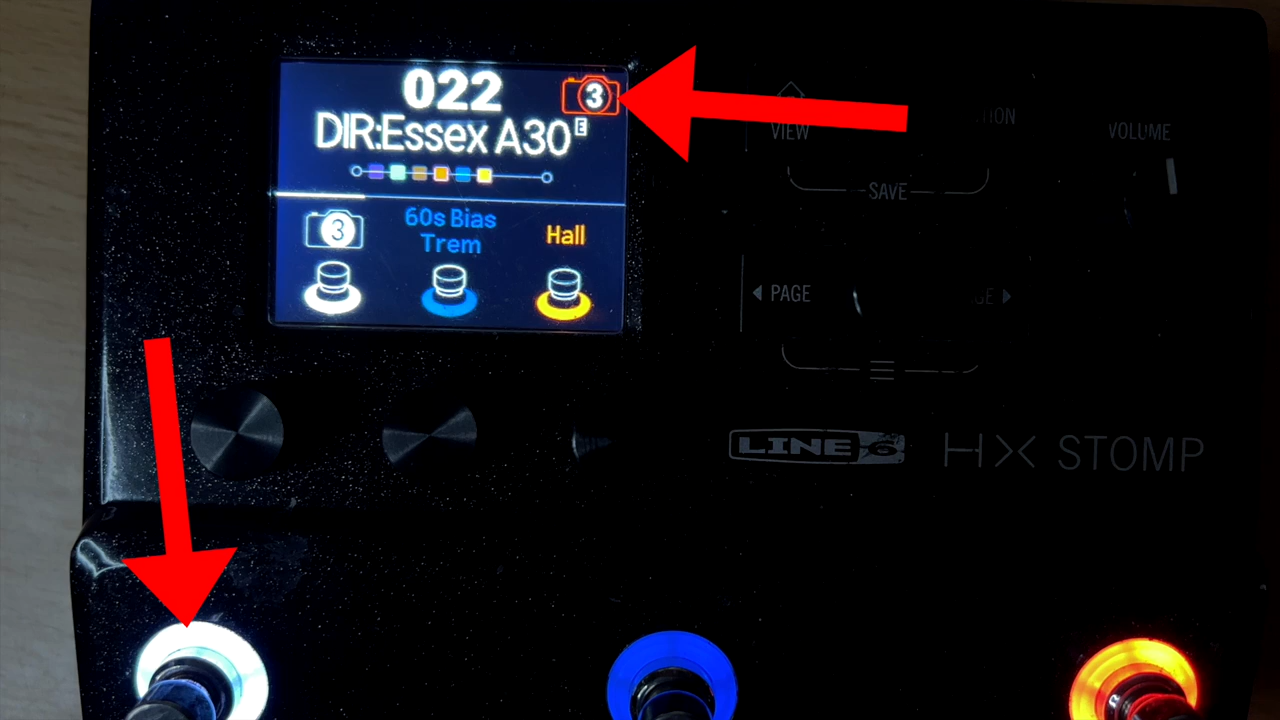 022
3
DIR:Essex A30 E
3
60s Bias
Trem
Hall
VIEW
VOLUME
SAVE
PAGE
LINE 6
HX STOMP